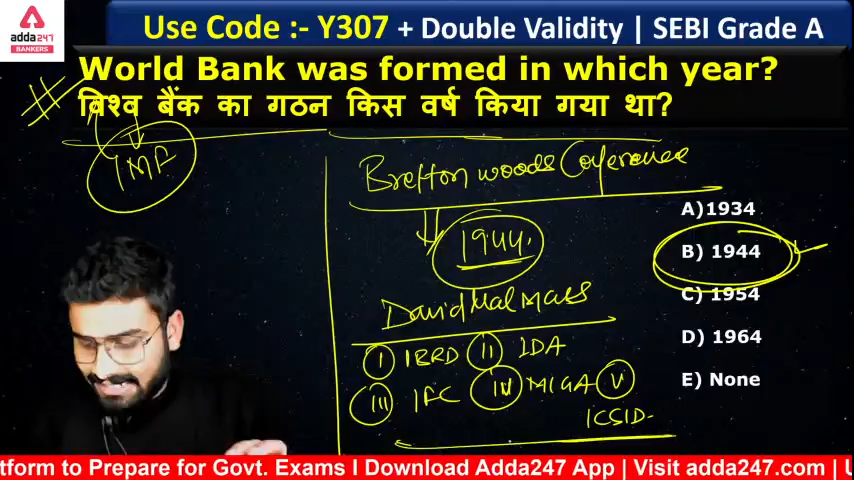 adda247
BANKERS
Use Code :- Y307 + Double Validity | SEBI Grade A
World Bank was formed in which year?
विश्व बैंक का गठन किस वर्ष किया गया था?
IMF
Bretton woods Coference
1944.
David Malmass
I IBRD II IDA
III IFC IV MIGA V
ICSID
A)1934
B) 1944
C) 1954
D) 1964
E) None
tform to Prepare for Govt. Exams I Download Adda247 App | Visit adda247.com | U